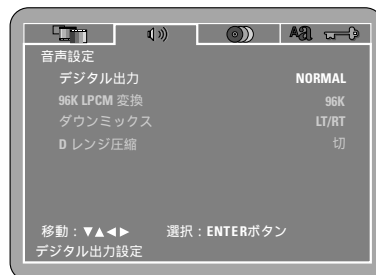 Aa
音声設定
デジタル出力 NORMAL
96K LPCM 変換 96K
ダウンミックス LT/RT
D レンジ圧縮 切
移動：▼▲◄► 選択：ENTERボタン
デジタル出力設定